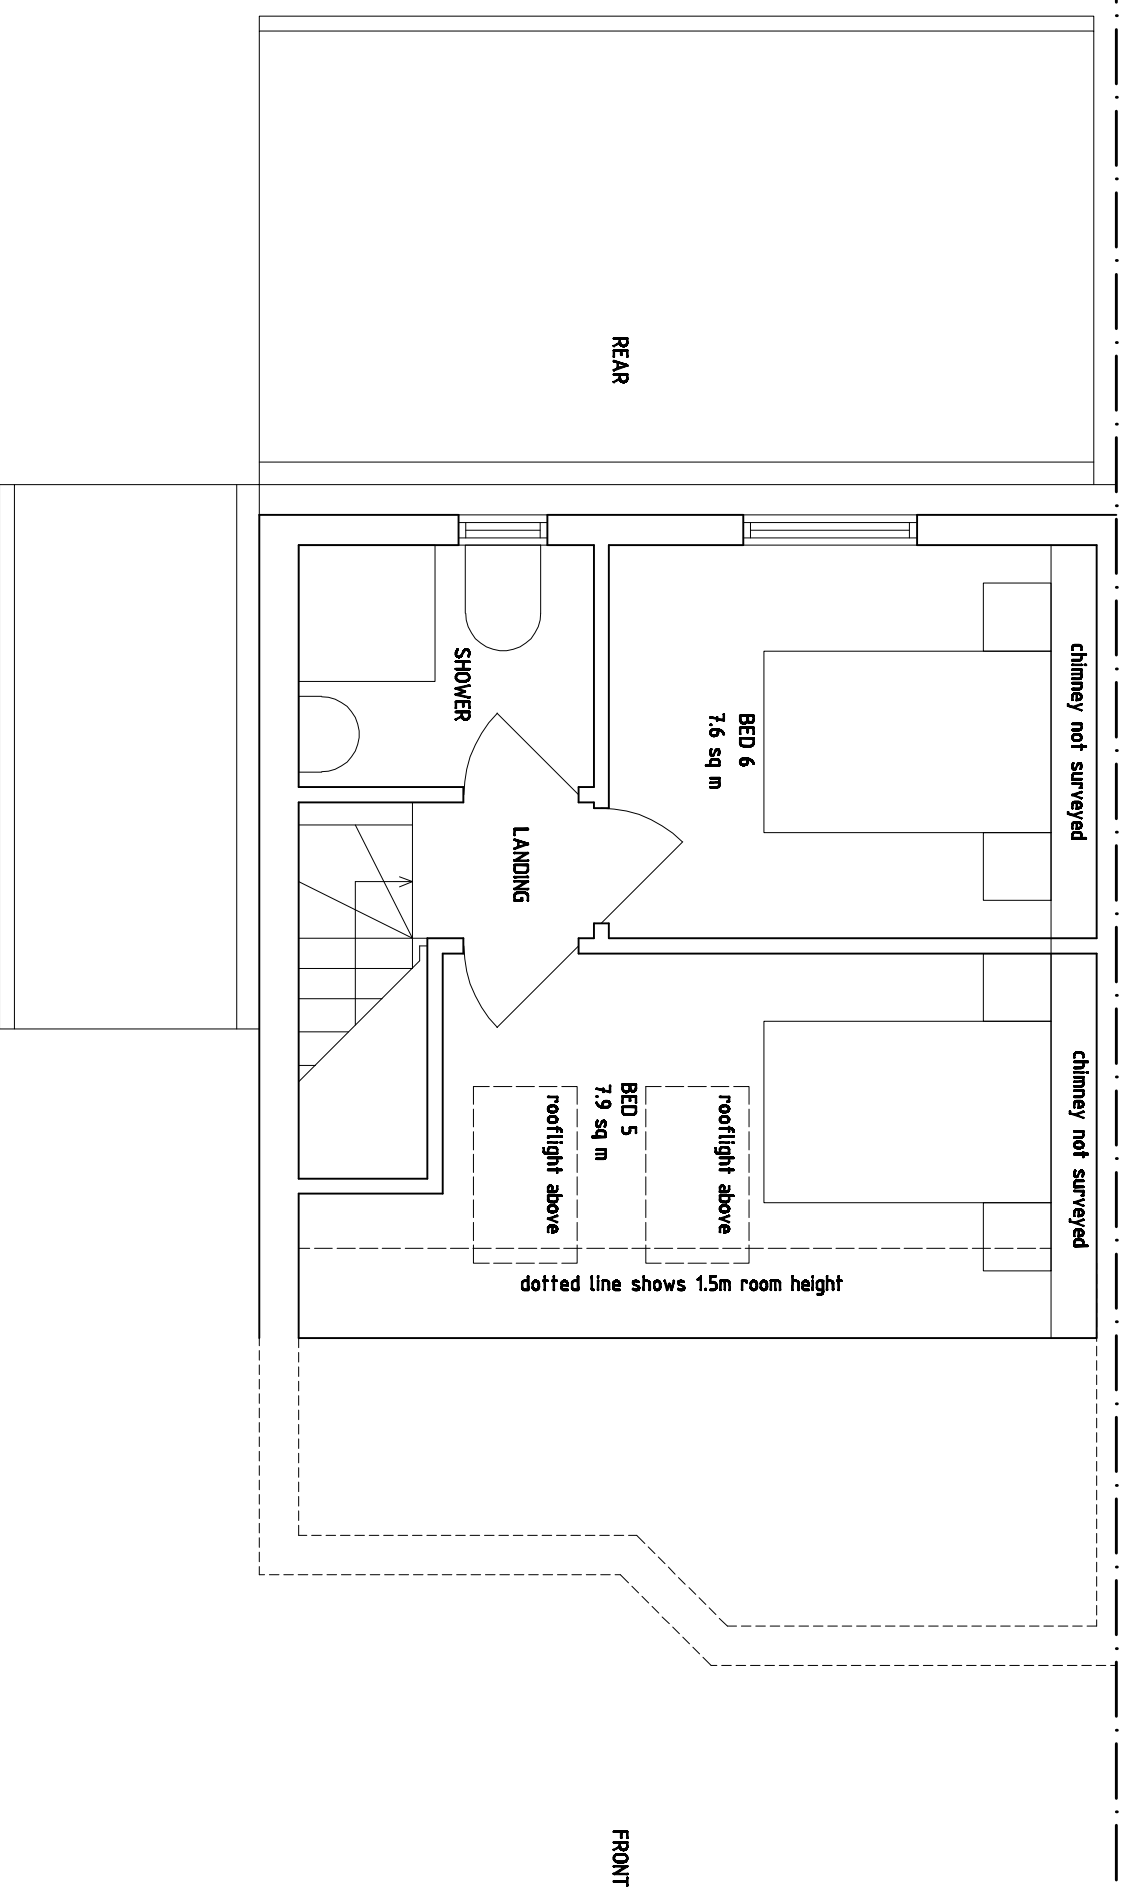 REAR
chimney not surveyed
BED 6
7.6 sq m
SHOWER
LANDING
chimney not surveyed
rooflight above
BED 5
7.9 sq m
rooflight above
dotted line shows 1.5m room height
FRONT